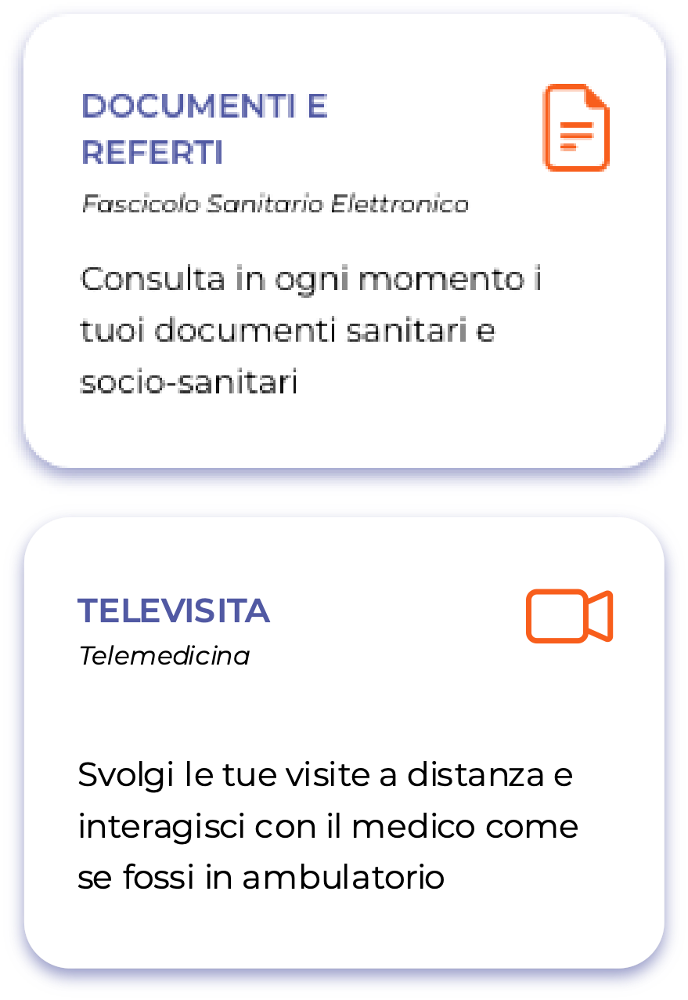 DOCUMENTI E
REFERTI
Fascicolo Sanitario Elettronico
Consulta in ogni momento i
tuoi documenti sanitari e
socio-sanitari
TELEVISITA
Telemedicina
Svolgi le tue visite a distanza e
interagisci con il medico come
se fossi in ambulatorio